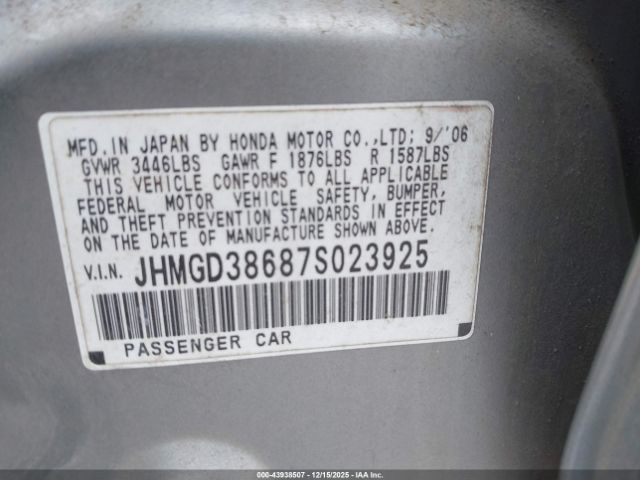 MFD. IN JAPAN BY HONDA MOTOR CO.,LTD; 9/'06
GVWR 3446LBS GAWR F 1876LBS R 1587LBS
THIS VEHICLE CONFORMS TO ALL APPLICABLE
FEDERAL MOTOR VEHICLE SAFETY, BUMPER,
AND THEFT PREVENTION STANDARDS IN EFFECT
ON THE DATE OF MANUFACTURE SHOWN ABOVE.
V.I.N. JHMGD38687S023925
PASSENGER CAR
© IAA - 43938507 - 12/15/2025 - IAAI.COM